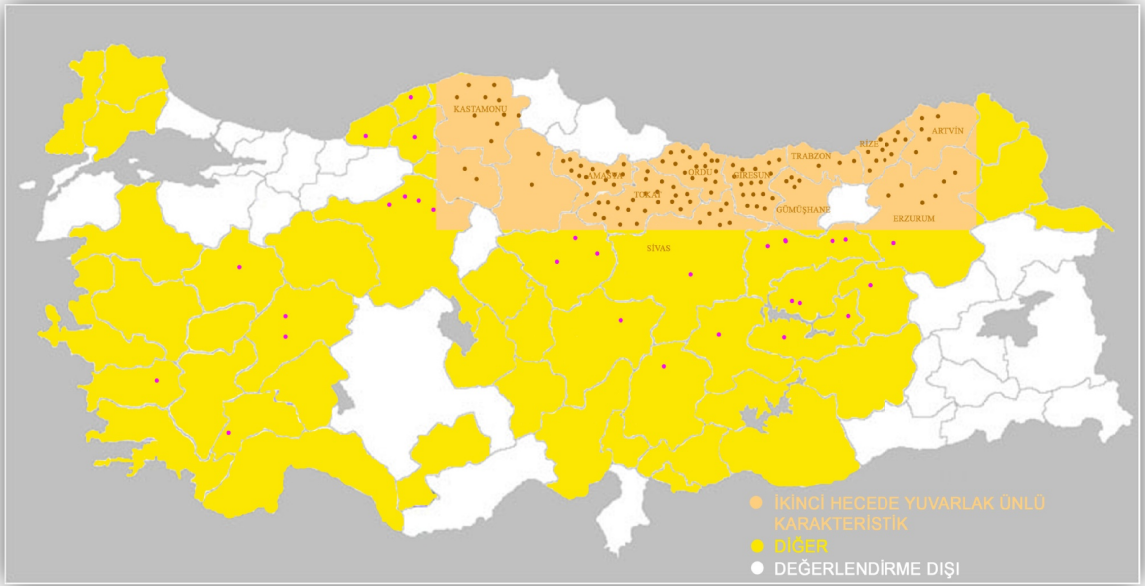 KASTAMONU
ARTVİN
RİZE
TRABZON
AMASYA
ORDU
GİRESUN
TOKAT
GÜMÜŞHANE
ERZURUM
SİVAS
İKİNCİ HECEDE YUVARLAK ÜNLÜ
KARAKTERİSTİK
DİĞER
DEĞERLENDİRME DIŞI